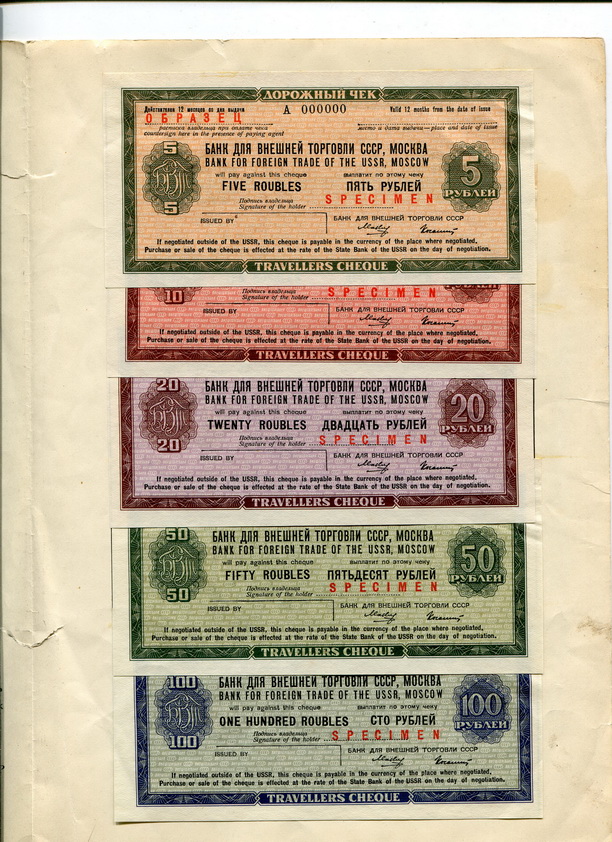 ДОРОЖНЫЙ ЧЕК
Действителен 12 месяцев со дня выдачи А 000000 Valid 12 months from the date of issue
ОБРАЗЕЦ
расписка владельца при оплате чека место и дата выдачи—place and date of issue
countersign here in the presence of paying agent
5 БАНК ДЛЯ ВНЕШНЕЙ ТОРГОВЛИ СССР, МОСКВА
BANK FOR FOREIGN TRADE OF THE USSR, MOSCOW 5
БВТ will pay against this cheque выплатит по этому чеку
FIVE ROUBLES ПЯТЬ РУБЛЕЙ РУБЛЕЙ
5 Подпись владельца SPECIMEN
Signature of the holder
ISSUED BY БАНК ДЛЯ ВНЕШНЕЙ ТОРГОВЛИ СССР
If negotiated outside of the USSR, this cheque is payable in the currency of the place where negotiated.
Purchase or sale of the cheque is effected at the rate of the State Bank of the USSR on the day of negotiation.
TRAVELLERS CHEQUE
10 Подпись владельца SPECIMEN
Signature of the holder
ISSUED BY БАНК ДЛЯ ВНЕШНЕЙ ТОРГОВЛИ СССР
If negotiated outside of the USSR, this cheque is payable in the currency of the place where negotiated.
Purchase or sale of the cheque is effected at the rate of the State Bank of the USSR on the day of negotiation.
TRAVELLERS CHEQUE
20 БАНК ДЛЯ ВНЕШНЕЙ ТОРГОВЛИ СССР, МОСКВА
BANK FOR FOREIGN TRADE OF THE USSR, MOSCOW 20
БВТ will pay against this cheque выплатит по этому чеку
TWENTY ROUBLES ДВАДЦАТЬ РУБЛЕЙ РУБЛЕЙ
20 Подпись владельца SPECIMEN
Signature of the holder
ISSUED BY БАНК ДЛЯ ВНЕШНЕЙ ТОРГОВЛИ СССР
If negotiated outside of the USSR, this cheque is payable in the currency of the place where negotiated.
Purchase or sale of the cheque is effected at the rate of the State Bank of the USSR on the day of negotiation.
TRAVELLERS CHEQUE
50 БАНК ДЛЯ ВНЕШНЕЙ ТОРГОВЛИ СССР, МОСКВА
BANK FOR FOREIGN TRADE OF THE USSR, MOSCOW 50
БВТ will pay against this cheque выплатит по этому чеку
FIFTY ROUBLES ПЯТЬДЕСЯТ РУБЛЕЙ РУБЛЕЙ
50 Подпись владельца SPECIMEN
Signature of the holder
ISSUED BY БАНК ДЛЯ ВНЕШНЕЙ ТОРГОВЛИ СССР
If negotiated outside of the USSR, this cheque is payable in the currency of the place where negotiated.
Purchase or sale of the cheque is effected at the rate of the State Bank of the USSR on the day of negotiation.
TRAVELLERS CHEQUE
100 БАНК ДЛЯ ВНЕШНЕЙ ТОРГОВЛИ СССР, МОСКВА
BANK FOR FOREIGN TRADE OF THE USSR, MOSCOW 100
БВТ will pay against this cheque выплатит по этому чеку
ONE HUNDRED ROUBLES СТО РУБЛЕЙ РУБЛЕЙ
100 Подпись владельца SPECIMEN
Signature of the holder
ISSUED BY БАНК ДЛЯ ВНЕШНЕЙ ТОРГОВЛИ СССР
If negotiated outside of the USSR, this cheque is payable in the currency of the place where negotiated.
Purchase or sale of the cheque is effected at the rate of the State Bank of the USSR on the day of negotiation.
TRAVELLERS CHEQUE